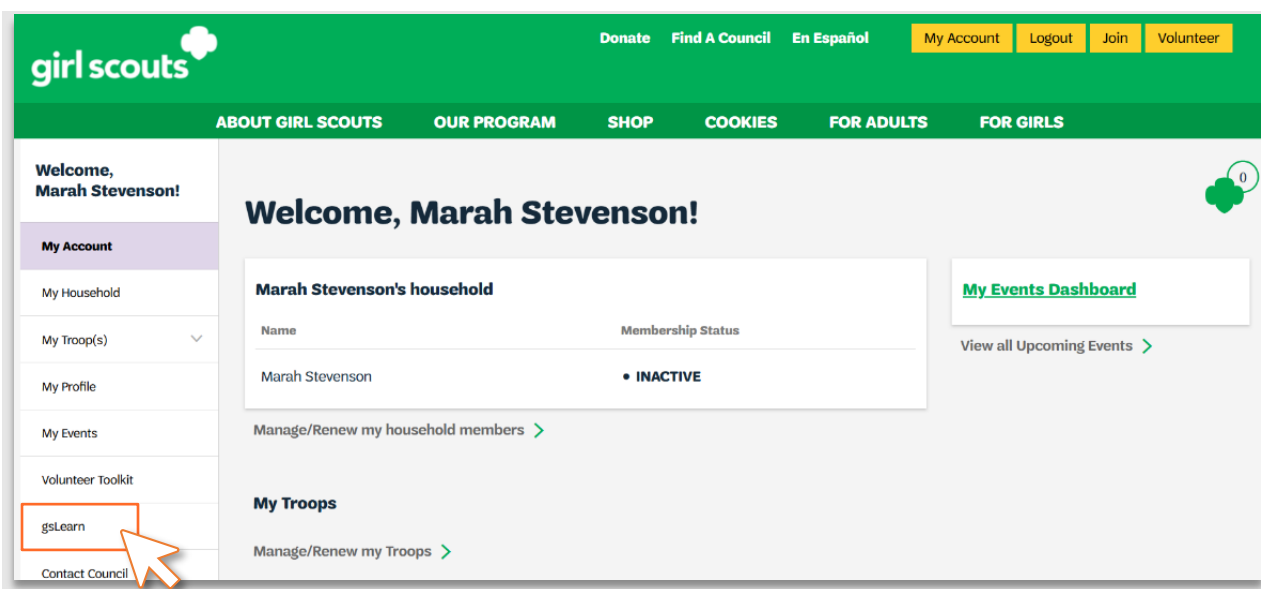 girl scouts
Donate Find A Council En Español My Account Logout Join Volunteer
ABOUT GIRL SCOUTS OUR PROGRAM SHOP COOKIES FOR ADULTS FOR GIRLS
Welcome,
Marah Stevenson!
My Account
My Household
My Troop(s)
My Profile
My Events
Volunteer Toolkit
gsLearn
Contact Council
0
Welcome, Marah Stevenson!
Marah Stevenson's household
Name Membership Status
Marah Stevenson • INACTIVE
Manage/Renew my household members
My Troops
Manage/Renew my Troops
My Events Dashboard
View all Upcoming Events